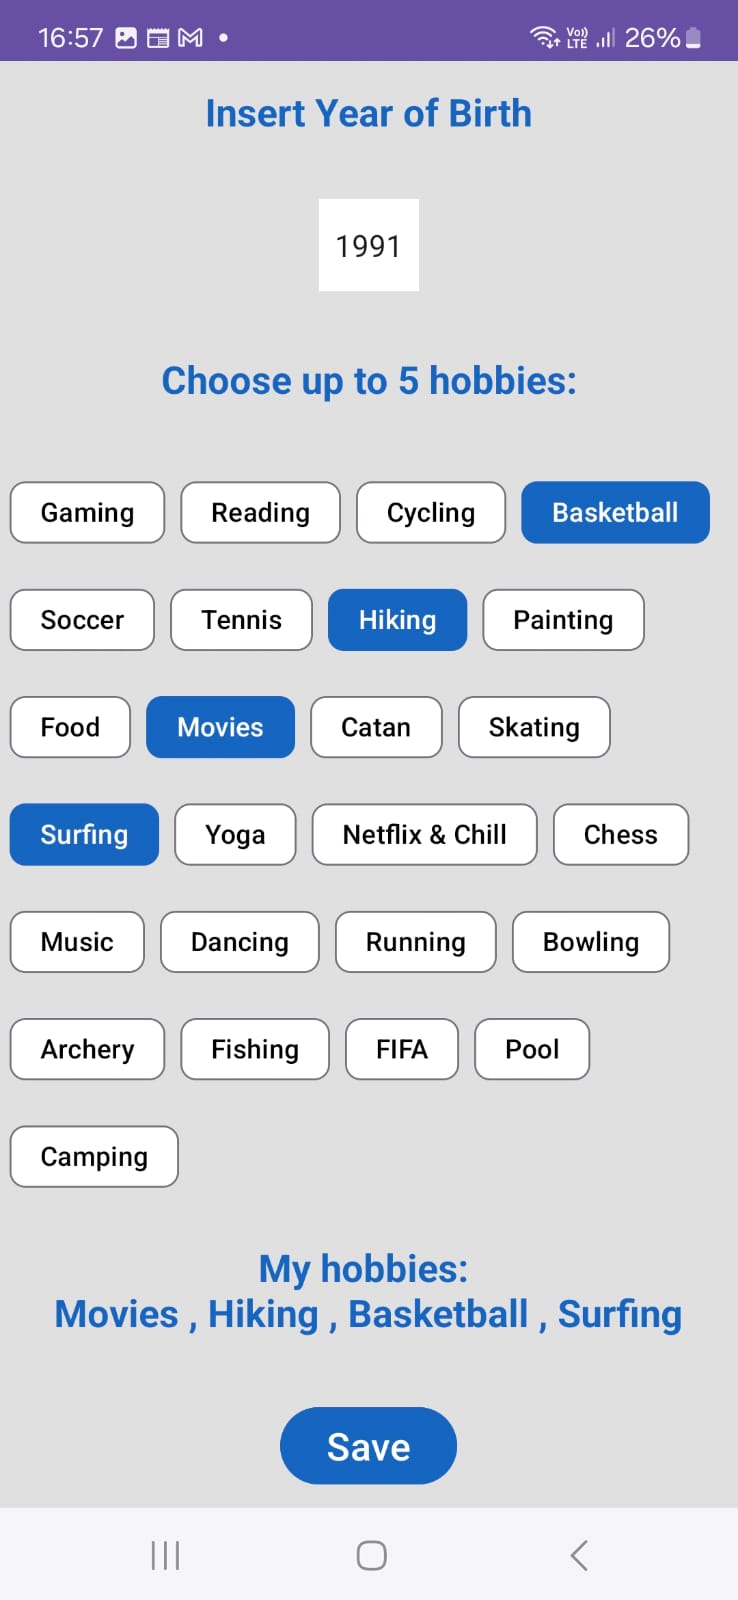 16:57 Vo)) LTE 26%
Insert Year of Birth
1991
Choose up to 5 hobbies:
Gaming Reading Cycling Basketball
Soccer Tennis Hiking Painting
Food Movies Catan Skating
Surfing Yoga Netflix & Chill Chess
Music Dancing Running Bowling
Archery Fishing FIFA Pool
Camping
My hobbies:
Movies , Hiking , Basketball , Surfing
Save